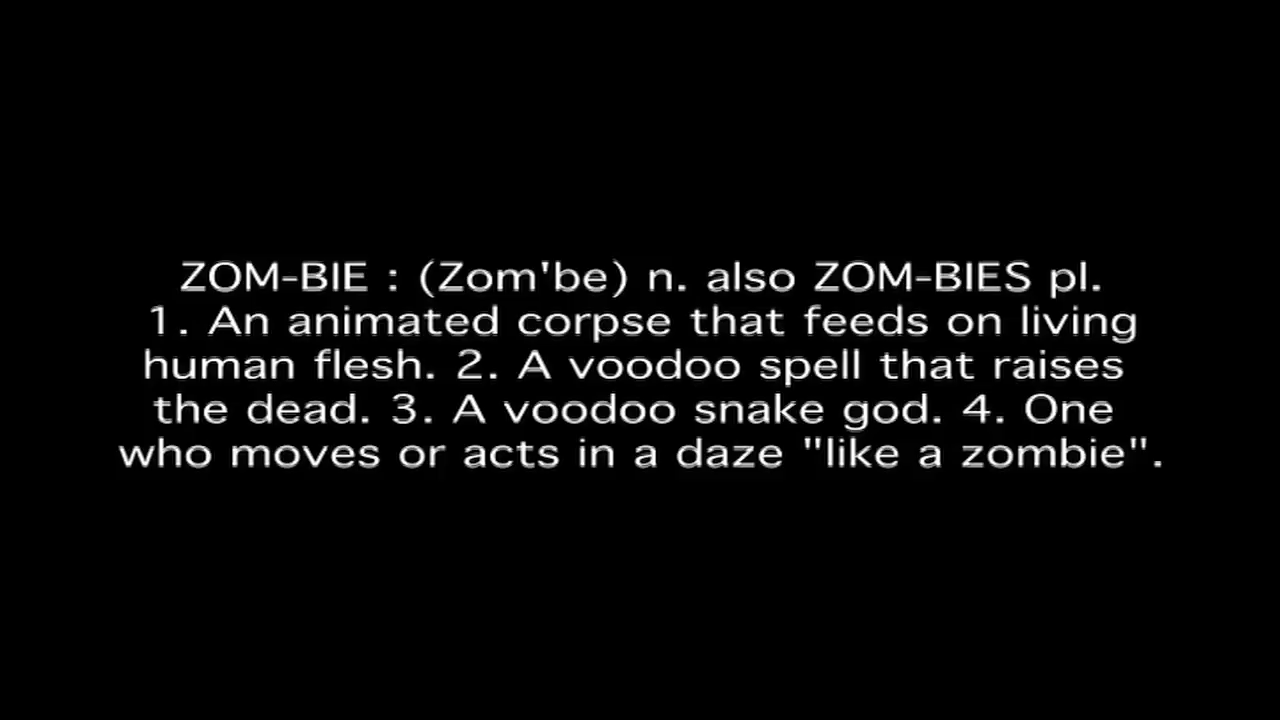 ZOM-BIE : (Zom'be) n. also ZOM-BIES pl.
1. An animated corpse that feeds on living
human flesh. 2. A voodoo spell that raises
the dead. 3. A voodoo snake god. 4. One
who moves or acts in a daze "like a zombie".